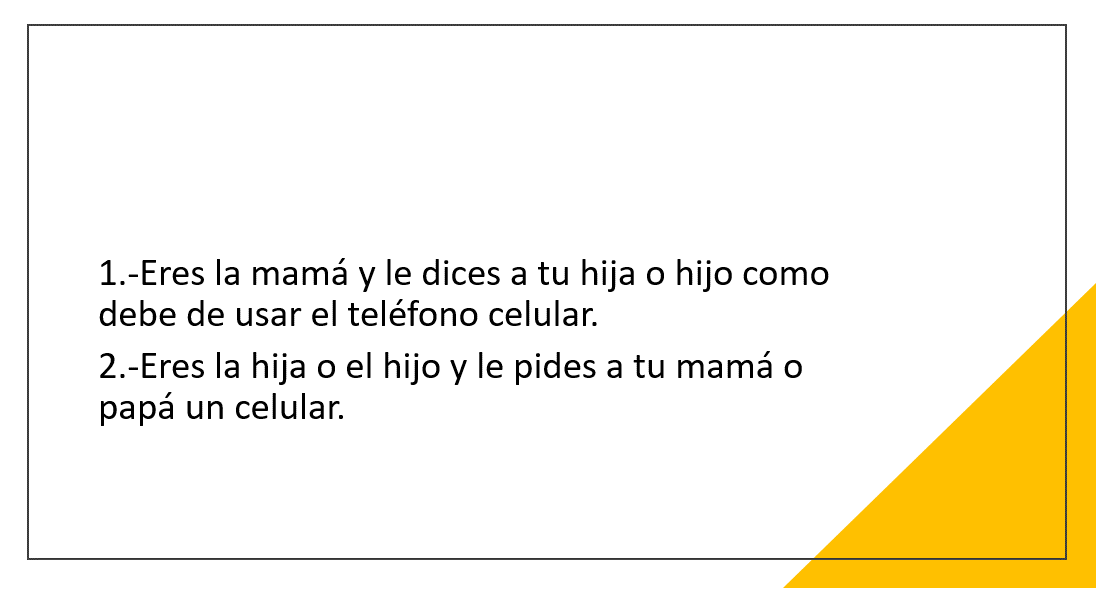 1.-Eres la mamá y le dices a tu hija o hijo como
debe de usar el teléfono celular.
2.-Eres la hija o el hijo y le pides a tu mamá o
papá un celular.